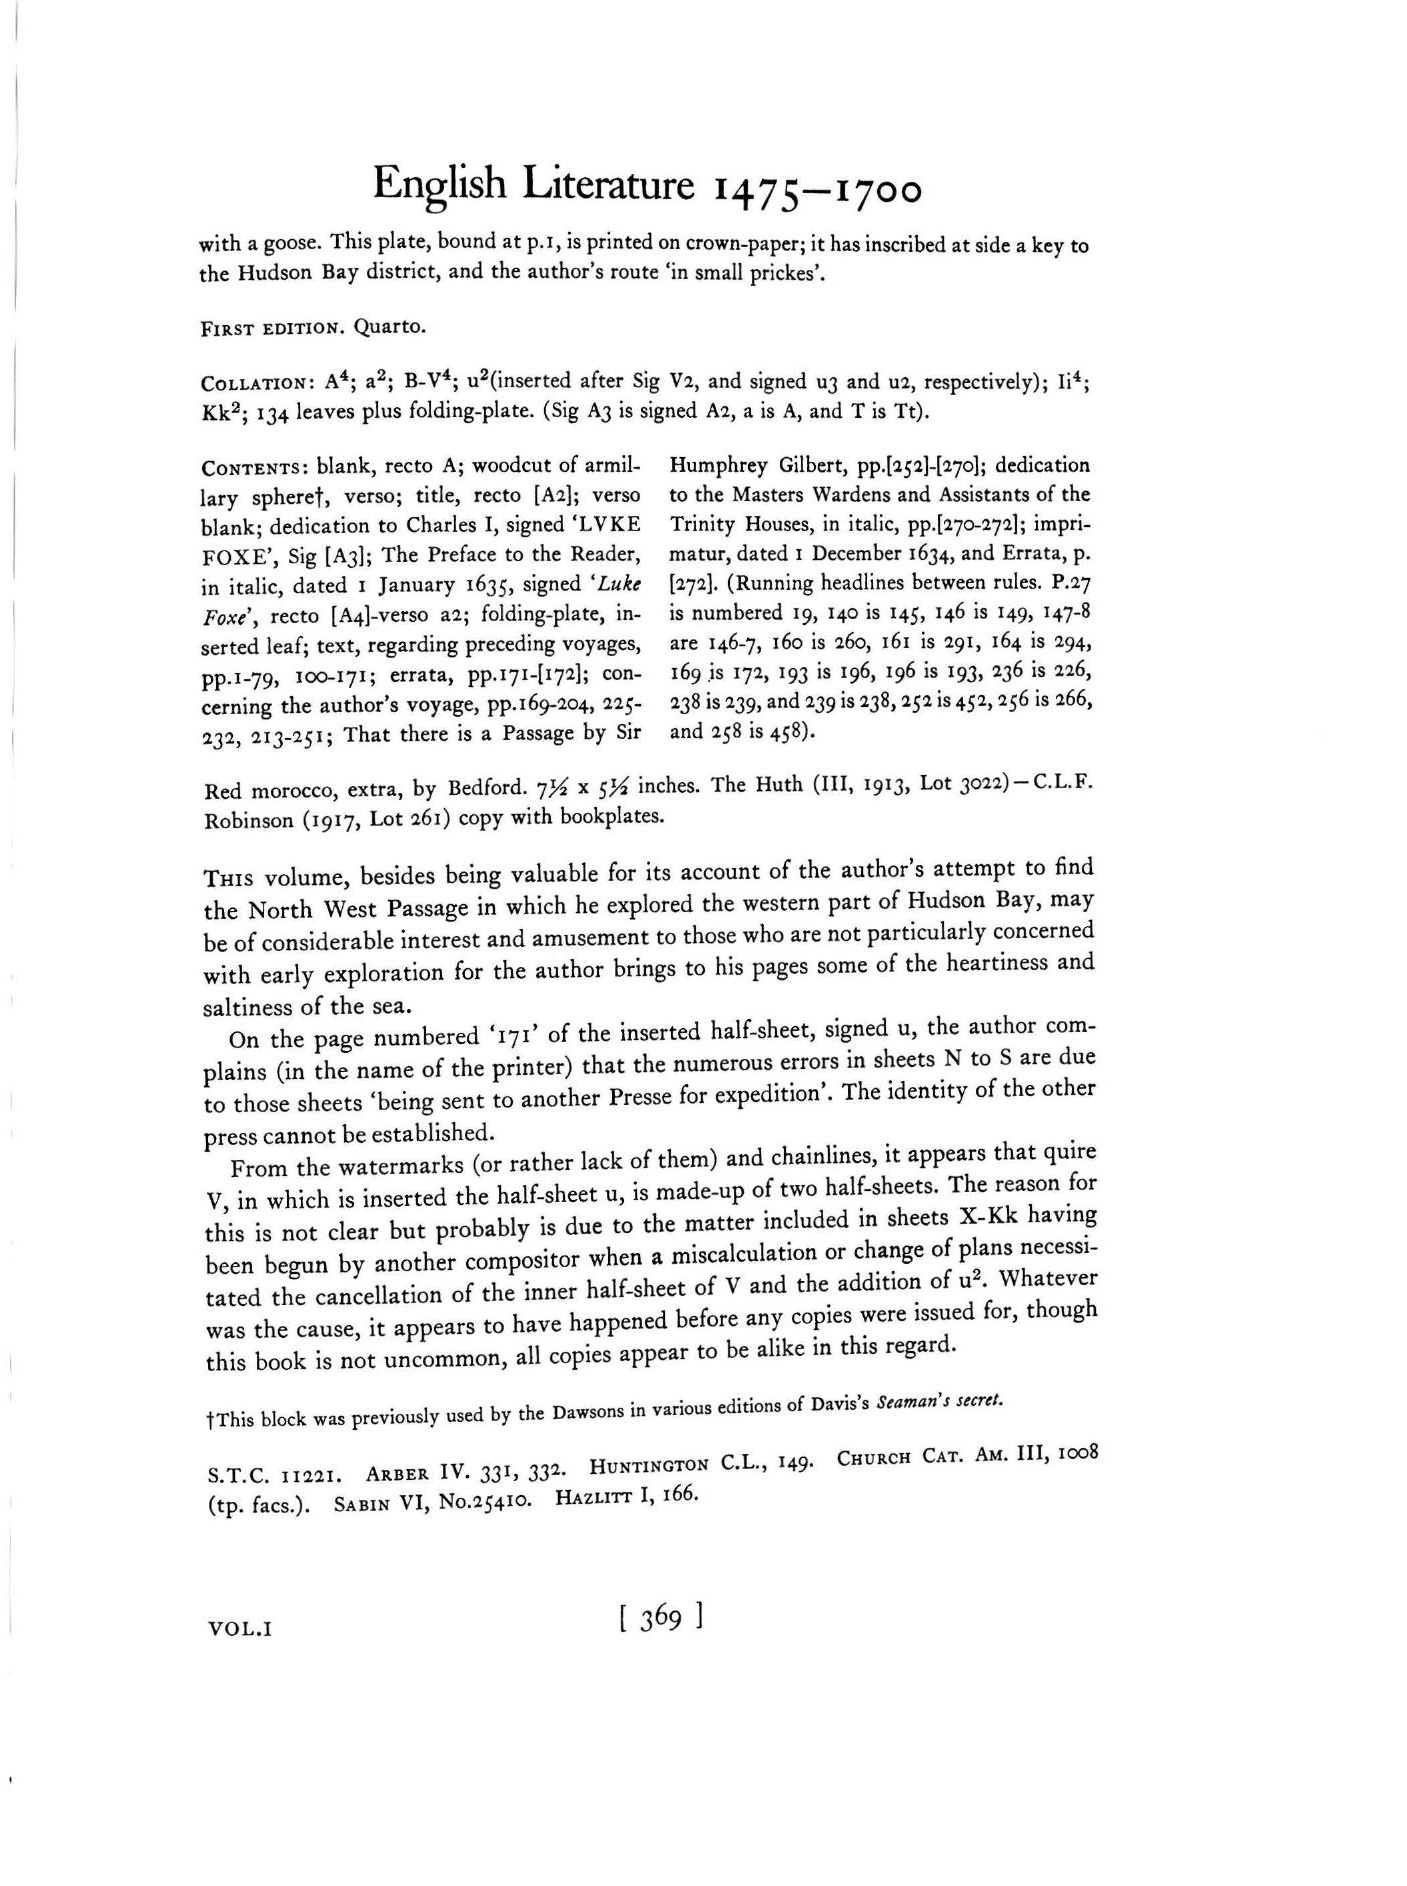 English Literature 1475—1700
with a goose. This plate, bound at p.1, is printed on crown-paper; it has inscribed at side a key to
the Hudson Bay district, and the author's route ‘in small prickes’.
FIRST EDITION. Quarto.
COLLATION: A⁴; a²; B-V⁴; u²(inserted after Sig V2, and signed u3 and u2, respectively); Ii⁴;
Kk²; 134 leaves plus folding-plate. (Sig A3 is signed A2, a is A, and T is Tt).
CONTENTS: blank, recto A; woodcut of armil-
lary sphere†, verso; title, recto [A2]; verso
blank; dedication to Charles I, signed ‘LVKE
FOXE’, Sig [A3]; The Preface to the Reader,
in italic, dated 1 January 1635, signed ‘Luke
Foxe’, recto [A4]-verso a2; folding-plate, in-
serted leaf; text, regarding preceding voyages,
pp.1-79, 100-171; errata, pp.171-[172]; con-
cerning the author's voyage, pp.169-204, 225-
232, 213-251; That there is a Passage by Sir
Humphrey Gilbert, pp.[252]-[270]; dedication
to the Masters Wardens and Assistants of the
Trinity Houses, in italic, pp.[270-272]; impri-
matur, dated 1 December 1634, and Errata, p.
[272]. (Running headlines between rules. P.27
is numbered 19, 140 is 145, 146 is 149, 147-8
are 146-7, 160 is 260, 161 is 291, 164 is 294,
169 is 172, 193 is 196, 196 is 193, 236 is 226,
238 is 239, and 239 is 238, 252 is 452, 256 is 266,
and 258 is 458).
Red morocco, extra, by Bedford. 7½ x 5½ inches. The Huth (III, 1913, Lot 3022)—C.L.F.
Robinson (1917, Lot 261) copy with bookplates.
THIS volume, besides being valuable for its account of the author's attempt to find
the North West Passage in which he explored the western part of Hudson Bay, may
be of considerable interest and amusement to those who are not particularly concerned
with early exploration for the author brings to his pages some of the heartiness and
saltiness of the sea.
On the page numbered ‘171’ of the inserted half-sheet, signed u, the author com-
plains (in the name of the printer) that the numerous errors in sheets N to S are due
to those sheets ‘being sent to another Presse for expedition’. The identity of the other
press cannot be established.
From the watermarks (or rather lack of them) and chainlines, it appears that quire
V, in which is inserted the half-sheet u, is made-up of two half-sheets. The reason for
this is not clear but probably is due to the matter included in sheets X-Kk having
been begun by another compositor when a miscalculation or change of plans necessi-
tated the cancellation of the inner half-sheet of V and the addition of u². Whatever
was the cause, it appears to have happened before any copies were issued for, though
this book is not uncommon, all copies appear to be alike in this regard.
†This block was previously used by the Dawsons in various editions of Davis's Seaman's secret.
S.T.C. 11221. ARBER IV. 331, 332. HUNTINGTON C.L., 149. CHURCH CAT. AM. III, 1008
(tp. facs.). SABIN VI, No.25410. HAZLITT I, 166.
VOL.I
[ 369 ]